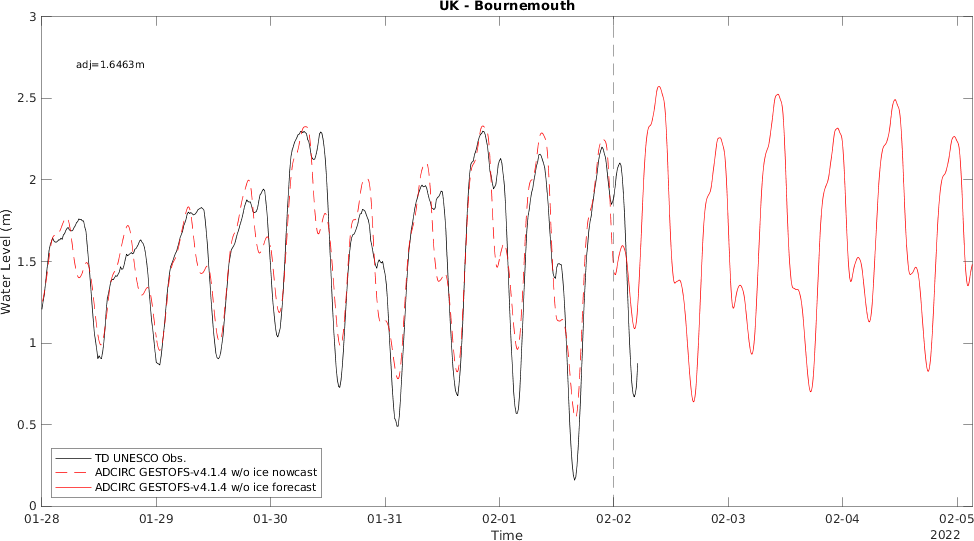 UK - Bournemouth
adj=1.6463m
3
2.5
2
1.5
1
0.5
0
Water Level (m)
TD UNESCO Obs.
ADCIRC GESTOFS-v4.1.4 w/o ice nowcast
ADCIRC GESTOFS-v4.1.4 w/o ice forecast
01-28 01-29 01-30 01-31 02-01 02-02 02-03 02-04 02-05
Time
2022